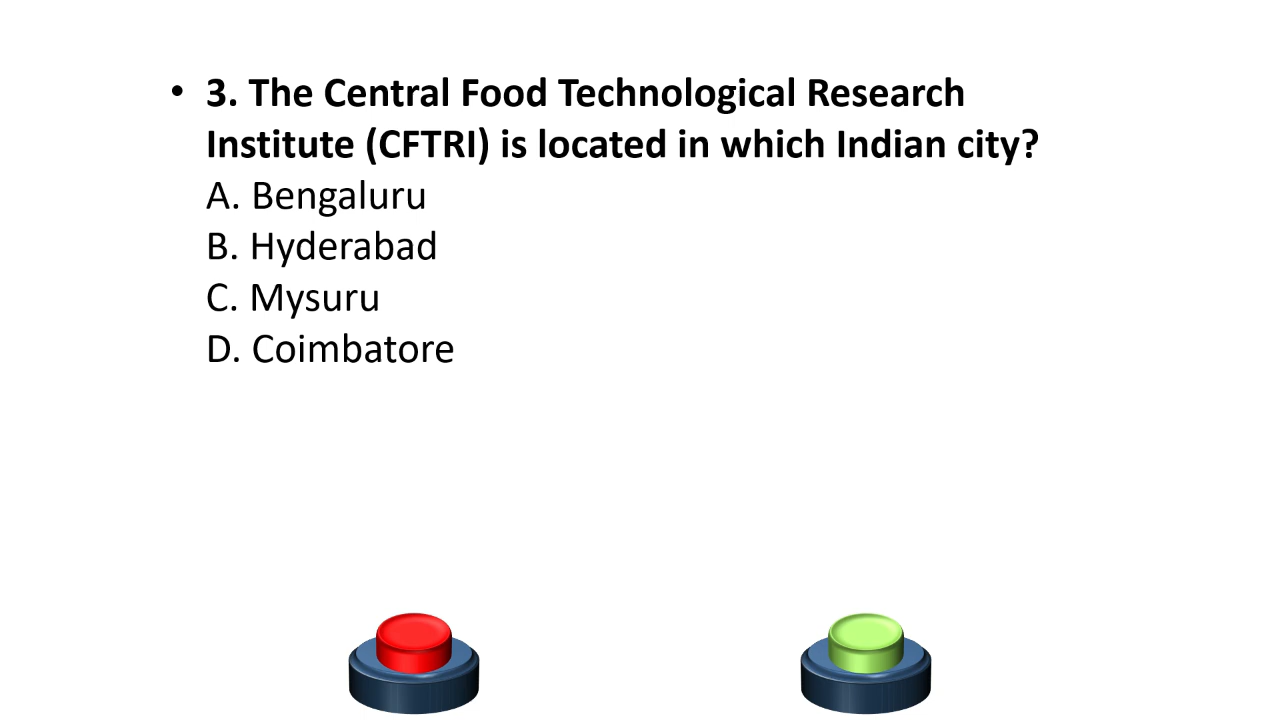 • 3. The Central Food Technological Research
Institute (CFTRI) is located in which Indian city?
A. Bengaluru
B. Hyderabad
C. Mysuru
D. Coimbatore